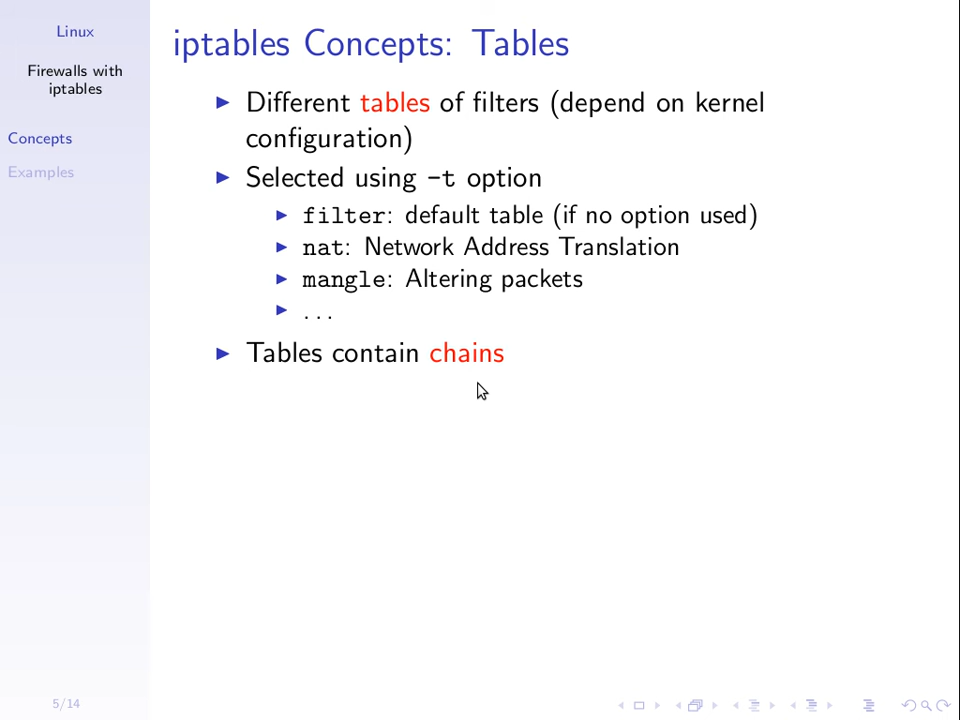 Linux
Firewalls with
iptables
Concepts
Examples
5/14
iptables Concepts: Tables
Different tables of filters (depend on kernel
configuration)
Selected using -t option
filter: default table (if no option used)
nat: Network Address Translation
mangle: Altering packets
...
Tables contain chains